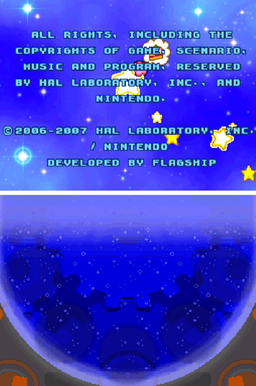 ALL RIGHTS, INCLUDING THE
COPYRIGHTS OF GAME, SCENARIO,
MUSIC AND PROGRAM, RESERVED
BY HAL LABORATORY, INC., AND
NINTENDO.
©2006-2007 HAL LABORATORY, INC.
/ NINTENDO
DEVELOPED BY FLAGSHIP